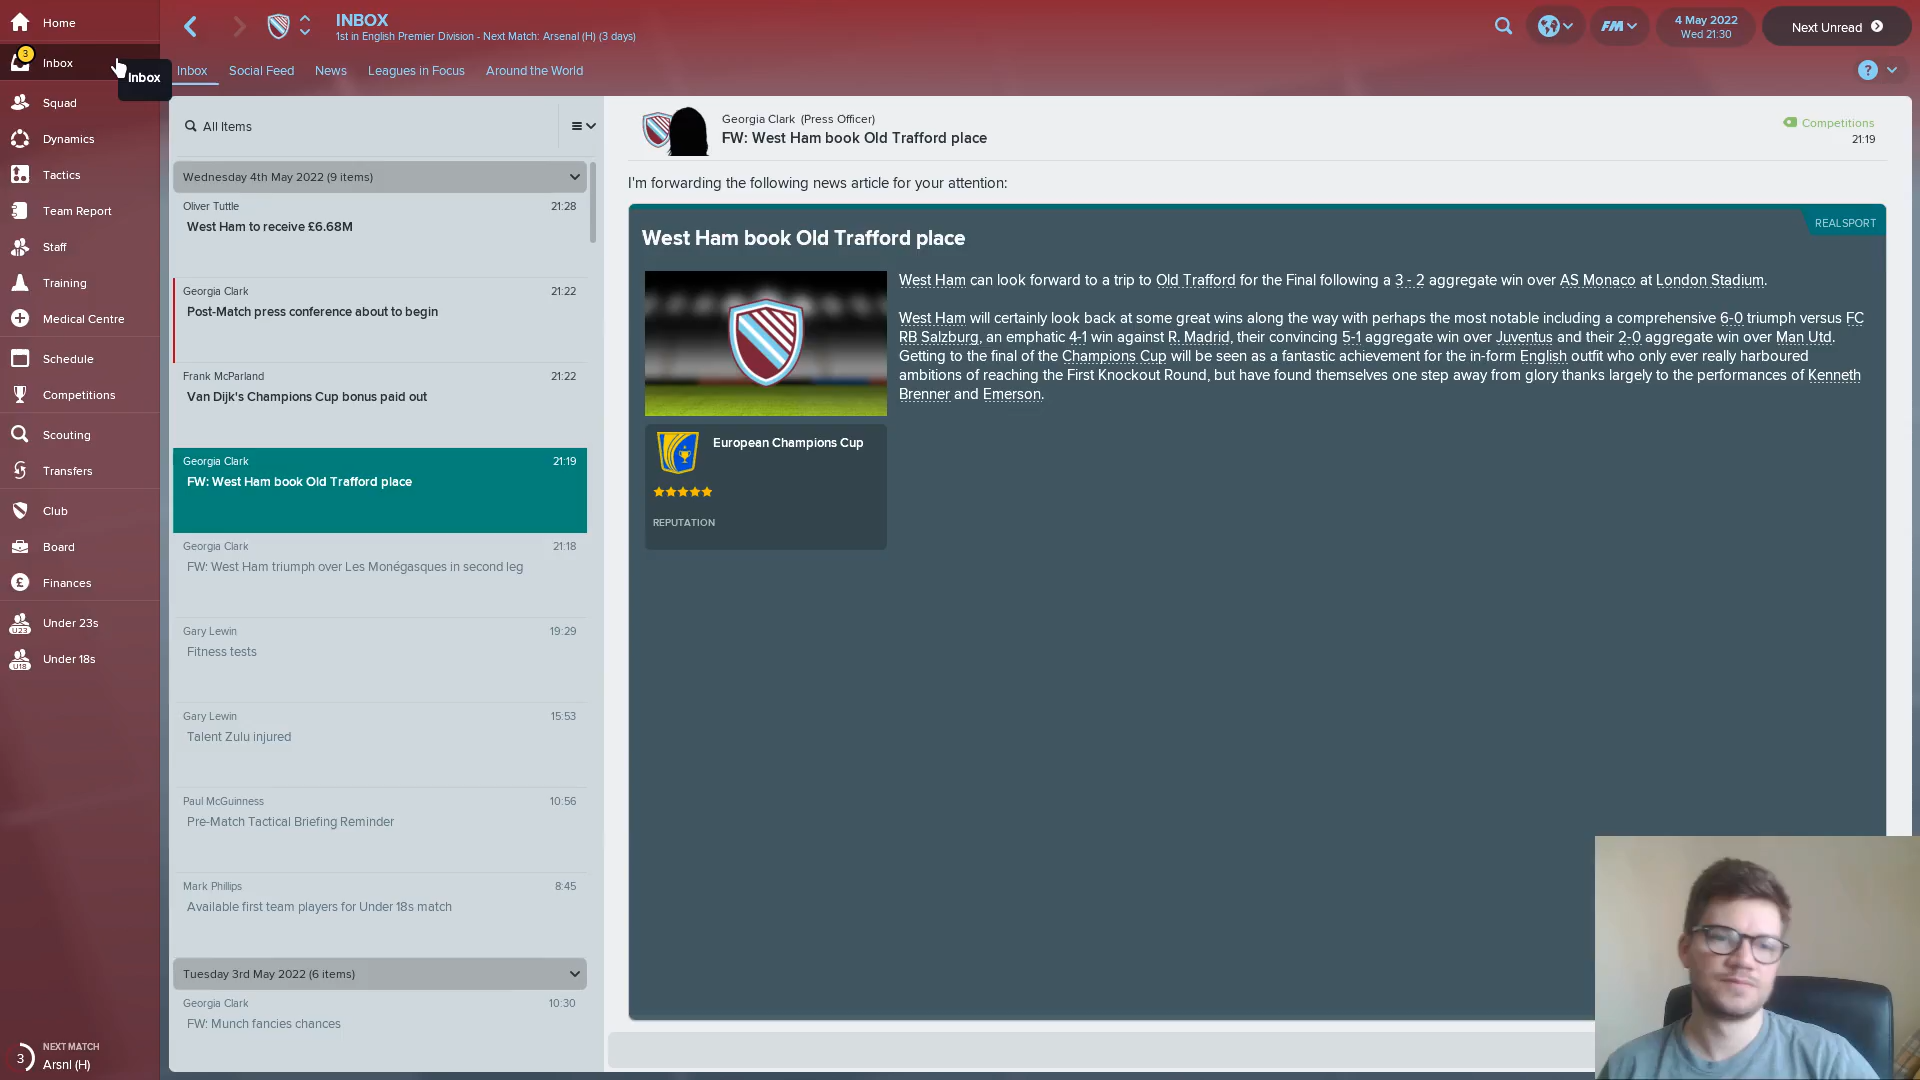 Home
3
Inbox
Inbox
Squad
Dynamics
Tactics
Team Report
Staff
Training
Medical Centre
Schedule
Competitions
Scouting
Transfers
Club
Board
£
Finances
U23
Under 23s
U18
Under 18s
NEXT MATCH
3
Arsnl (H)
INBOX
1st in English Premier Division - Next Match: Arsenal (H) (3 days)
FM
4 May 2022
Wed 21:30
Next Unread
Inbox
Social Feed
News
Leagues in Focus
Around the World
?
All Items
Wednesday 4th May 2022 (9 items)
Oliver Tuttle
21:28
West Ham to receive £6.68M
Georgia Clark
21:22
Post-Match press conference about to begin
Frank McParland
21:22
Van Dijk's Champions Cup bonus paid out
Georgia Clark
21:19
FW: West Ham book Old Trafford place
Georgia Clark
21:18
FW: West Ham triumph over Les Monégasques in second leg
Gary Lewin
19:29
Fitness tests
Gary Lewin
15:53
Talent Zulu injured
Paul McGuinness
10:56
Pre-Match Tactical Briefing Reminder
Mark Phillips
8:45
Available first team players for Under 18s match
Tuesday 3rd May 2022 (6 items)
Georgia Clark
10:30
FW: Munch fancies chances
Georgia Clark (Press Officer)
FW: West Ham book Old Trafford place
Competitions
21:19
I'm forwarding the following news article for your attention:
REALSPORT
West Ham book Old Trafford place
West Ham can look forward to a trip to Old Trafford for the Final following a 3 - 2 aggregate win over AS Monaco at London Stadium.
West Ham will certainly look back at some great wins along the way with perhaps the most notable including a comprehensive 6-0 triumph versus FC
RB Salzburg, an emphatic 4-1 win against R. Madrid, their convincing 5-1 aggregate win over Juventus and their 2-0 aggregate win over Man Utd.
Getting to the final of the Champions Cup will be seen as a fantastic achievement for the in-form English outfit who only ever really harboured
ambitions of reaching the First Knockout Round, but have found themselves one step away from glory thanks largely to the performances of Kenneth
Brenner and Emerson.
European Champions Cup
REPUTATION